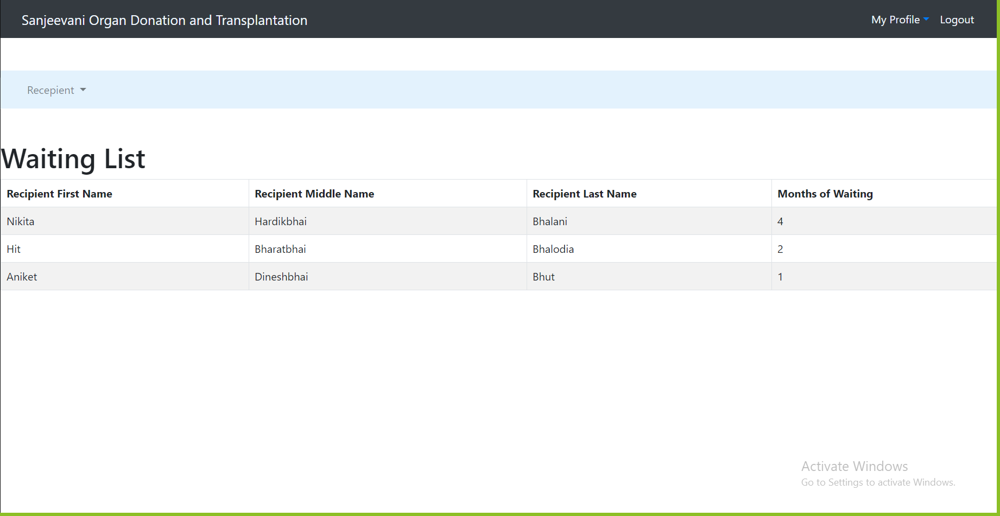 Sanjeevani Organ Donation and Transplantation My Profile Logout
Recepient
Waiting List
Recipient First Name Recipient Middle Name Recipient Last Name Months of Waiting
Nikita Hardikbhai Bhalani 4
Hit Bharatbhai Bhalodia 2
Aniket Dineshbhai Bhut 1
Activate Windows
Go to Settings to activate Windows.